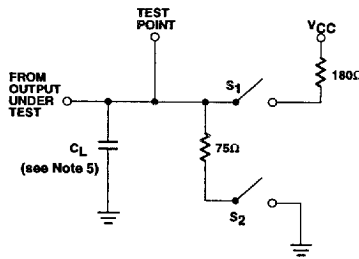 TEST
POINT
VCC
FROM
OUTPUT
UNDER
TEST
S1
180Ω
CL
(see Note 5)
75Ω
S2